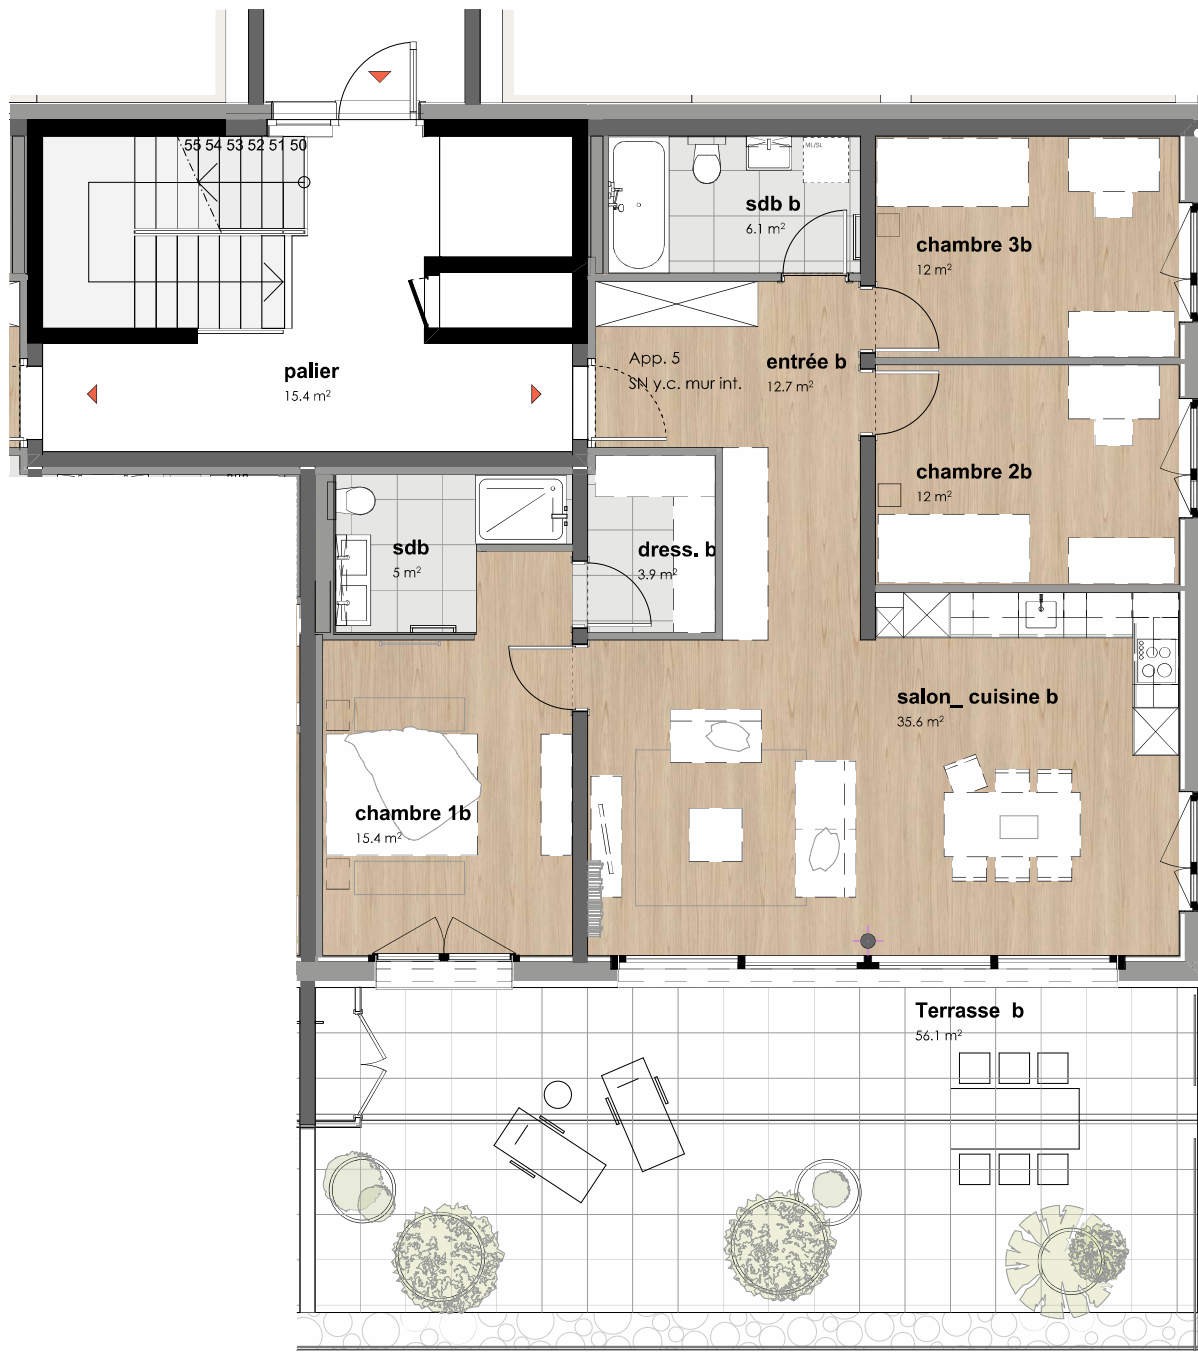 55 54 53 52 51 50
ML/SL
sdb b
6.1 m²
chambre 3b
12 m²
palier
15.4 m²
App. 5
SN y.c. mur int.
entrée b
12.7 m²
chambre 2b
12 m²
sdb
5 m²
dress. b
3.9 m²
salon_ cuisine b
35.6 m²
chambre 1b
15.4 m²
Terrasse b
56.1 m²